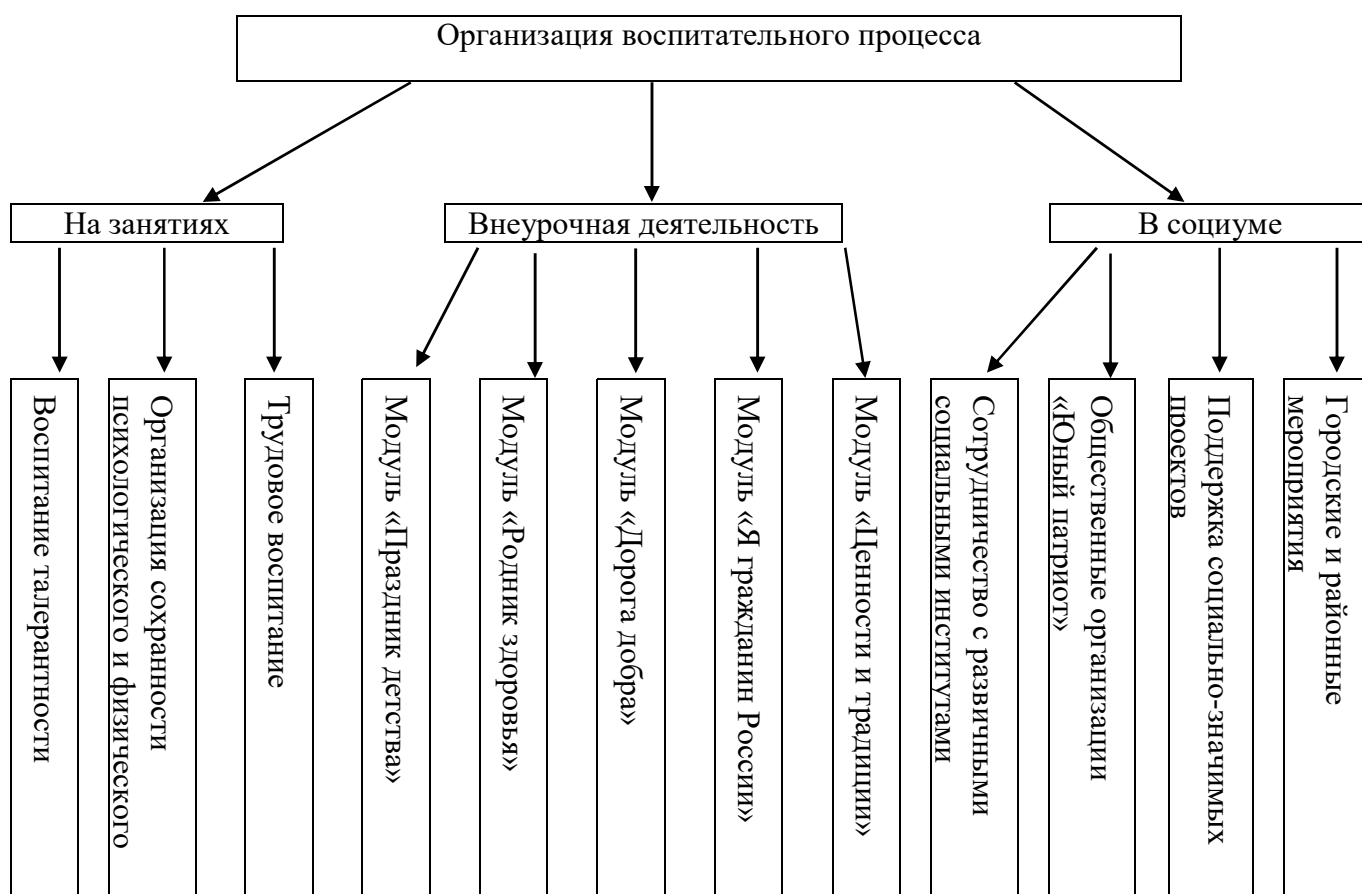 Организация воспитательного процесса
На занятиях
Внеурочная деятельность
В социуме
Воспитание талерантности
Организация сохранности
психологического и физического
Трудовое воспитание
Модуль «Праздник детства»
Модуль «Родник здоровья»
Модуль «Дорога добра»
Модуль «Я гражданин России»
Модуль «Ценности и традиции»
Сотрудничество с развичными
социальными институтами
Общественные организации
«Юный патриот»
Поддержка социально-значимых
проектов
Городские и районные
мероприятия